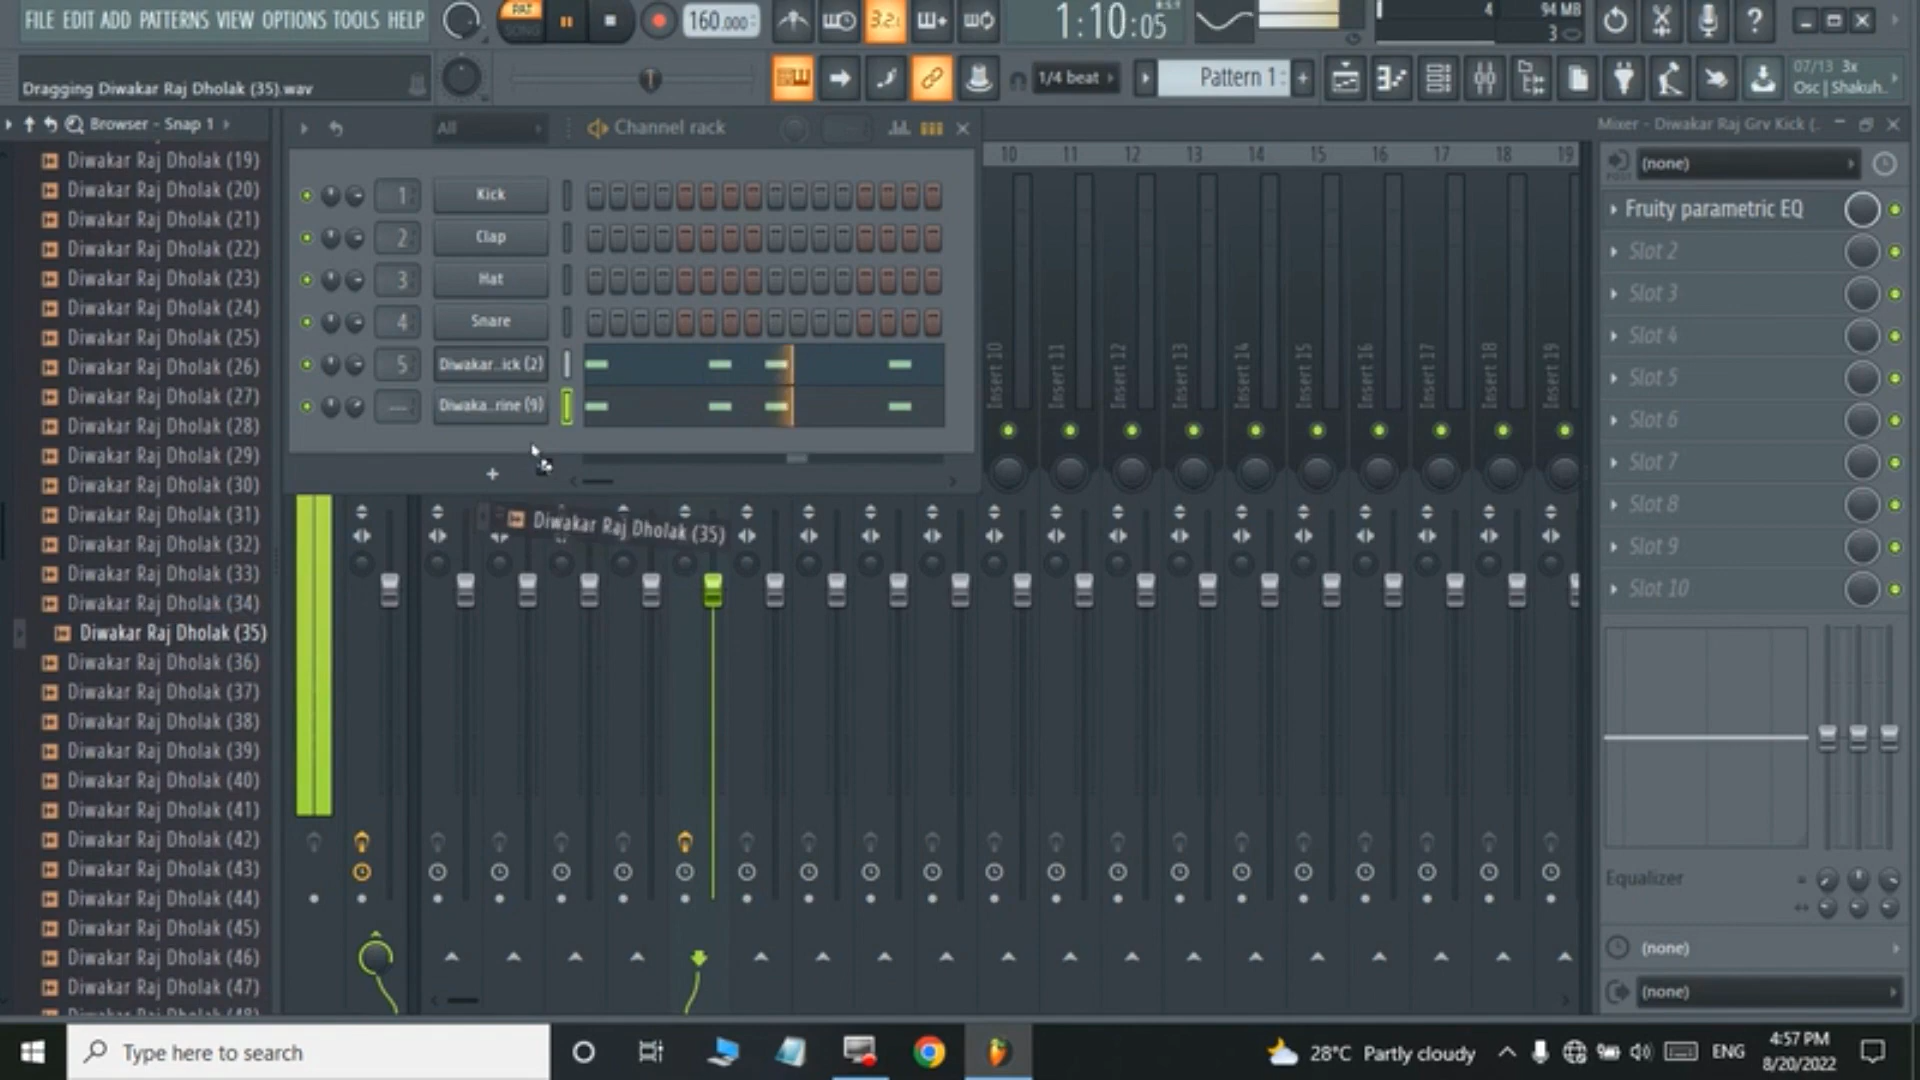 FILE EDIT ADD PATTERNS VIEW OPTIONS TOOLS HELP
PAT
SONG
160.000
3.2.1
1:10:05
4
94 MB
3
Dragging Diwakar Raj Dholak (35).wav
1/4 beat
Pattern 1
+
07/13 3x
Osc | Shakuh..
Browser - Snap 1
Diwakar Raj Dholak (19)
Diwakar Raj Dholak (20)
Diwakar Raj Dholak (21)
Diwakar Raj Dholak (22)
Diwakar Raj Dholak (23)
Diwakar Raj Dholak (24)
Diwakar Raj Dholak (25)
Diwakar Raj Dholak (26)
Diwakar Raj Dholak (27)
Diwakar Raj Dholak (28)
Diwakar Raj Dholak (29)
Diwakar Raj Dholak (30)
Diwakar Raj Dholak (31)
Diwakar Raj Dholak (32)
Diwakar Raj Dholak (33)
Diwakar Raj Dholak (34)
Diwakar Raj Dholak (35)
Diwakar Raj Dholak (36)
Diwakar Raj Dholak (37)
Diwakar Raj Dholak (38)
Diwakar Raj Dholak (39)
Diwakar Raj Dholak (40)
Diwakar Raj Dholak (41)
Diwakar Raj Dholak (42)
Diwakar Raj Dholak (43)
Diwakar Raj Dholak (44)
Diwakar Raj Dholak (45)
Diwakar Raj Dholak (46)
Diwakar Raj Dholak (47)
All
Channel rack
1 Kick
2 Clap
3 Hat
4 Snare
5 Diwakar..ick (2)
--- Diwaka..rine (9)
+
Diwakar Raj Dholak (35)
10 11 12 13 14 15 16 17 18 19
Insert 10
Insert 11
Insert 12
Insert 13
Insert 14
Insert 15
Insert 16
Insert 17
Insert 18
Insert 19
Mixer - Diwakar Raj Grv Kick (..
(none)
Fruity parametric EQ
Slot 2
Slot 3
Slot 4
Slot 5
Slot 6
Slot 7
Slot 8
Slot 9
Slot 10
Equalizer
(none)
(none)
Type here to search
28°C Partly cloudy
ENG
4:57 PM
8/20/2022